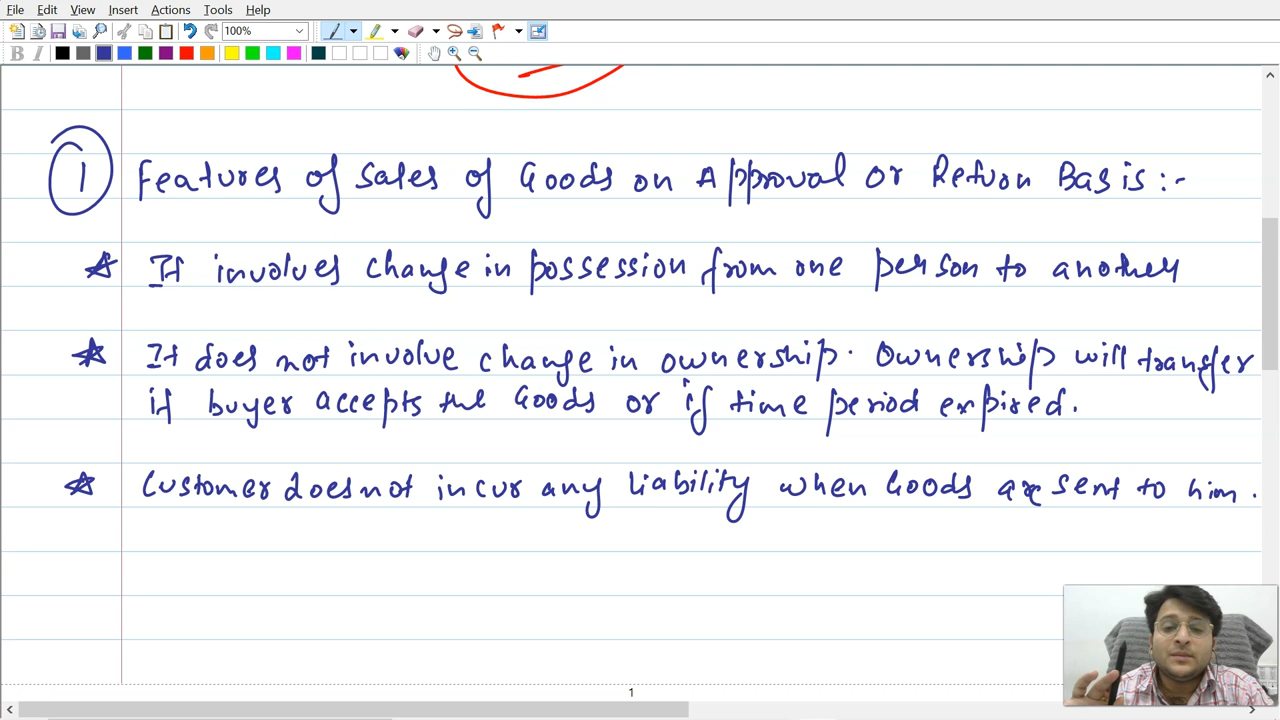 File Edit View Insert Actions Tools Help
100%
B I
1 Features of Sales of Goods on Approval or Return Basis :-
It involves change in possession from one person to another
It does not involve change in ownership. Ownership will transfer
if buyer accepts the Goods or if time period expired.
Customer does not incur any liability when Goods are sent to him.
1